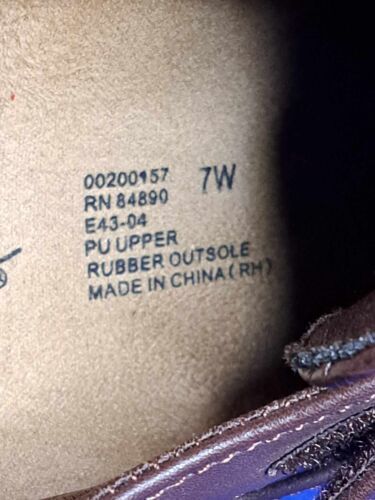 00200157 7W
RN 84890
E43-04
PU UPPER
RUBBER OUTSOLE
MADE IN CHINA (RH)